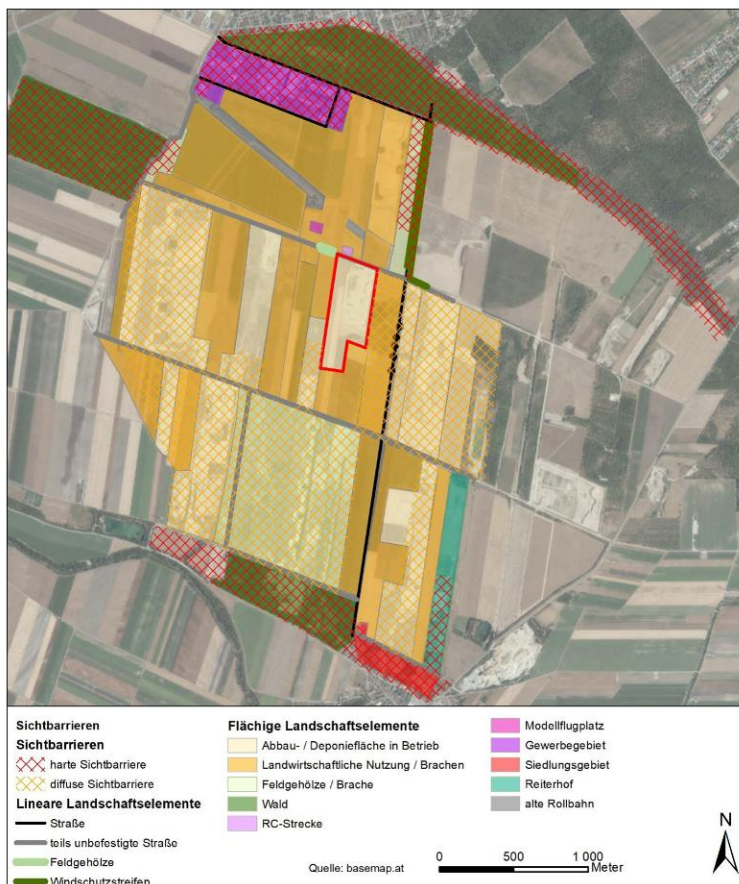 Sichtbarrieren
Sichtbarrieren
harte Sichtbarriere
diffuse Sichtbarriere
Lineare Landschaftselemente
Straße
teils unbefestigte Straße
Feldgehölze
Windschutzstreifen
Flächige Landschaftselemente
Abbau- / Deponiefläche in Betrieb
Landwirtschaftliche Nutzung / Brachen
Feldgehölze / Brache
Wald
RC-Strecke
Modellflugplatz
Gewerbegebiet
Siedlungsgebiet
Reiterhof
alte Rollbahn
Quelle: basemap.at
0 500 1 000
Meter
N